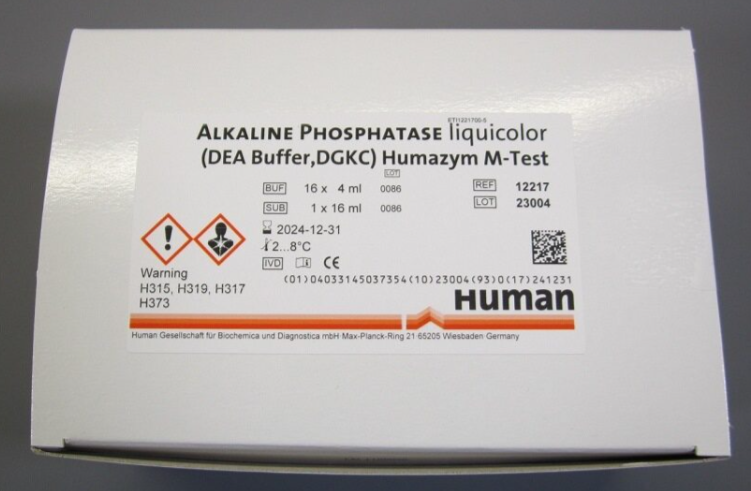 ETI1221700-5
ALKALINE PHOSPHATASE liquicolor
(DEA Buffer,DGKC) Humazym M-Test
LOT
BUF 16 x 4 ml 0086 REF 12217
SUB 1 x 16 ml 0086 LOT 23004
2024-12-31
2...8°C
IVD i CE
(01)04033145037354(10)23004(93)0(17)241231
Warning
H315, H319, H317
H373
Human
Human Gesellschaft für Biochemica und Diagnostica mbH·Max-Planck-Ring 21·65205 Wiesbaden·Germany